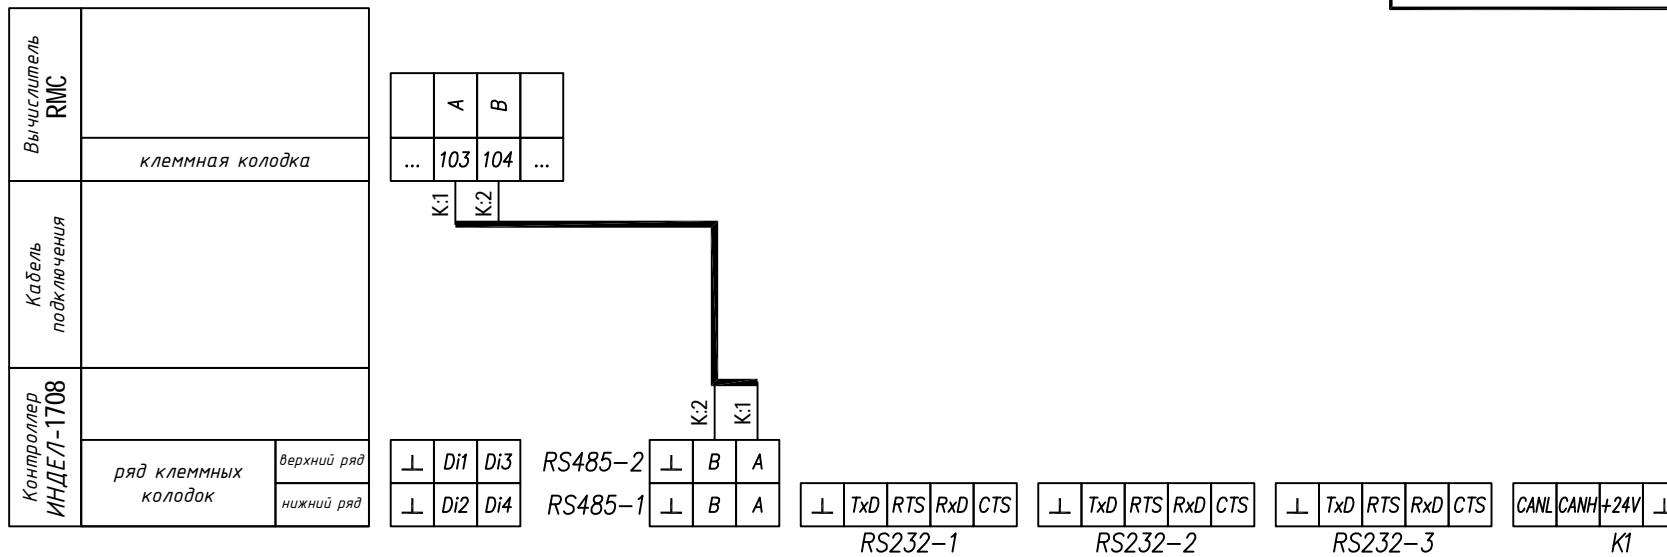 Вычислитель
RMC
A B
клеммная колодка
... 103 104 ...
К:1 К:2
Кабель
подключения
К:2 К:1
Контроллер
ИНДЕЛ-1708
ряд клеммных
колодок
верхний ряд
нижний ряд
⊥ Di1 Di3 RS485-2 ⊥ B A
⊥ Di2 Di4 RS485-1 ⊥ B A ⊥ TxD RTS RxD CTS ⊥ TxD RTS RxD CTS ⊥ TxD RTS RxD CTS CANL CANH +24V ⊥
RS232-1 RS232-2 RS232-3 К1